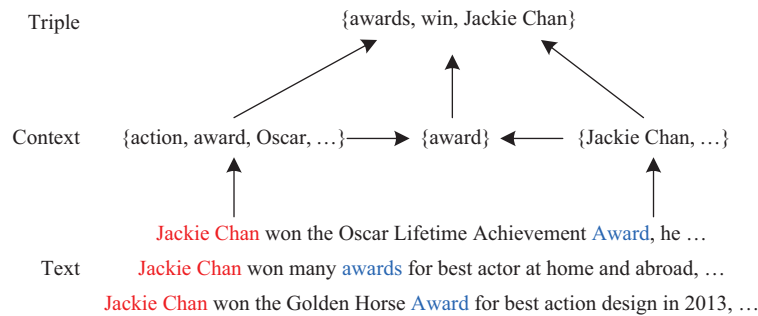 Triple {awards, win, Jackie Chan}
Context {action, award, Oscar, …} {award} {Jackie Chan, …}
Jackie Chan won the Oscar Lifetime Achievement Award, he …
Text Jackie Chan won many awards for best actor at home and abroad, …
Jackie Chan won the Golden Horse Award for best action design in 2013, …